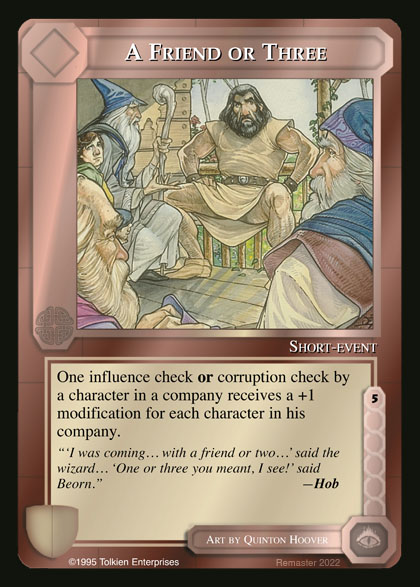 A Friend or Three
Short-event
One influence check or corruption check by
a character in a company receives a +1
modification for each character in his
company.
5
“‘I was coming... with a friend or two...’ said the
wizard... ‘One or three you meant, I see!’ said
Beorn.” —Hob
Art by Quinton Hoover
©1995 Tolkien Enterprises
Remaster 2022